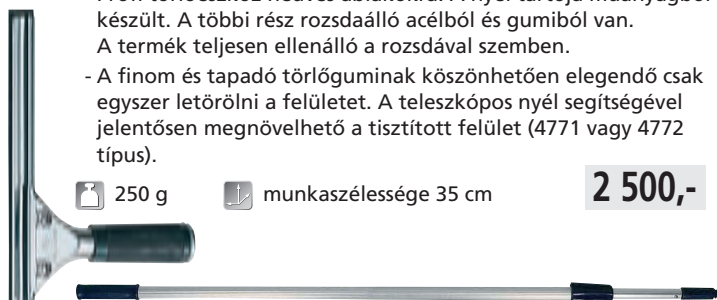 készült. A többi rész rozsdaálló acélból és gumiból van.
A termék teljesen ellenálló a rozsdával szemben.
- A finom és tapadó törlőguminak köszönhetően elegendő csak
egyszer letörölni a felületet. A teleszkópos nyél segítségével
jelentősen megnövelhető a tisztított felület (4771 vagy 4772
típus).
250 g
munkaszélessége 35 cm
2 500,-